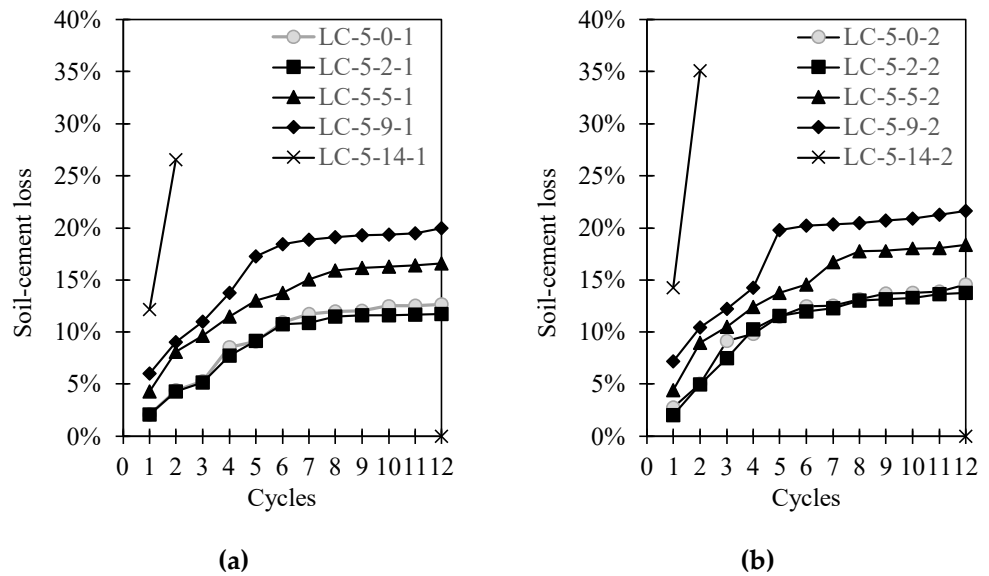 40%
35%
30%
25%
20%
15%
10%
5%
0%
Soil-cement loss
0 1 2 3 4 5 6 7 8 9 10 11 12
Cycles
LC-5-0-1
LC-5-2-1
LC-5-5-1
LC-5-9-1
LC-5-14-1
(a)
40%
35%
30%
25%
20%
15%
10%
5%
0%
Soil-cement loss
0 1 2 3 4 5 6 7 8 9 10 11 12
Cycles
LC-5-0-2
LC-5-2-2
LC-5-5-2
LC-5-9-2
LC-5-14-2
(b)